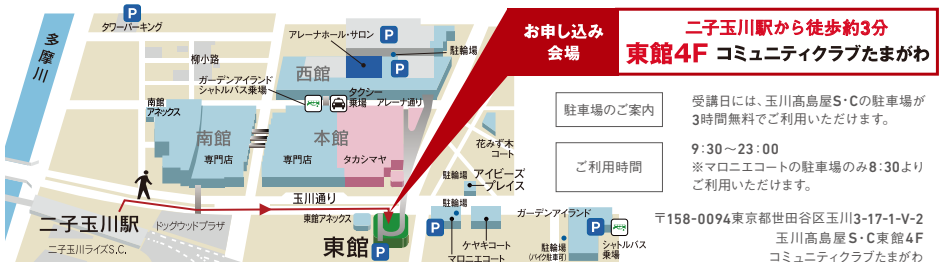 P
タワーパーキング
多摩川
柳小路
アレーナホール・サロン
P
駐輪場
P
西館
ガーデンアイランド
シャトルバス乗場
タクシー
乗場
アレーナ通り
南館
アネックス
南館
専門店
本館
専門店
タカシマヤ
花みず木
コート
駐輪場
アイビーズ
プレイス
玉川通り
二子玉川駅
二子玉川ライズS.C.
ドッグウッドプラザ
東館アネックス
東館
P
P
駐輪場
P
ケヤキコート
マロニエコート
ガーデンアイランド
駐輪場
(バイク駐車可)
P
シャトルバス
乗場
お申し込み
会場
二子玉川駅から徒歩約3分
東館4F コミュニティクラブたまがわ
駐車場のご案内
受講日には、玉川髙島屋S・Cの駐車場が
3時間無料でご利用いただけます。
ご利用時間
9:30〜23:00
※マロニエコートの駐車場のみ8:30より
ご利用いただけます。
〒158-0094東京都世田谷区玉川3-17-1-V-2
玉川髙島屋S・C東館4F
コミュニティクラブたまがわ